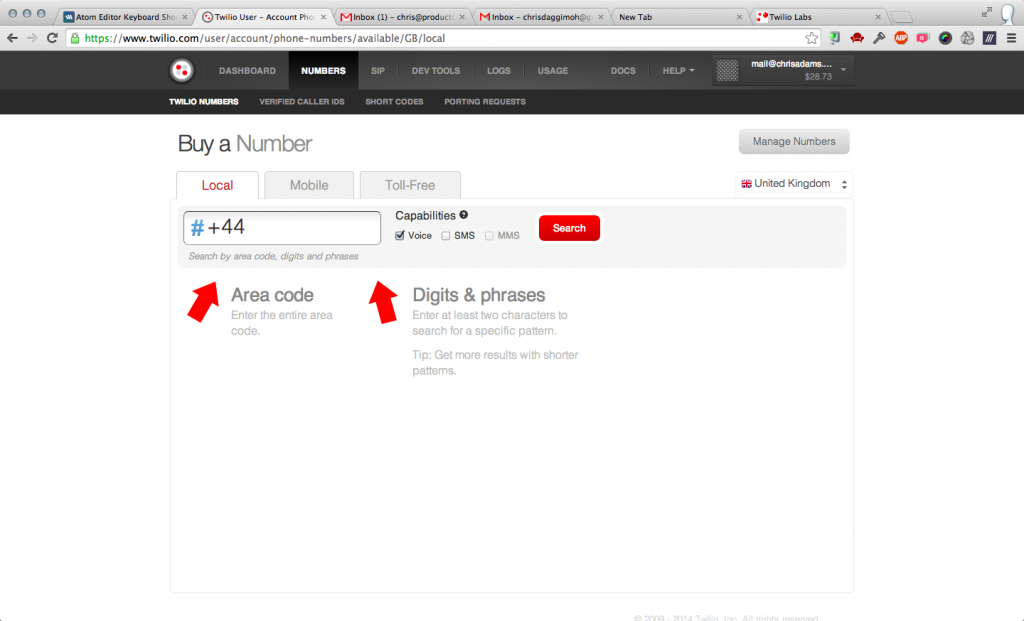 Atom Editor Keyboard Sho
Twilio User - Account Pho
Inbox (1) - chris@product
Inbox - chrisdaggimoh@g
New Tab
Twilio Labs
https://www.twilio.com/user/account/phone-numbers/available/GB/local
ABP
DASHBOARD
NUMBERS
SIP
DEV TOOLS
LOGS
USAGE
DOCS
HELP
mail@chrisadams....
$28.73
TWILIO NUMBERS
VERIFIED CALLER IDS
SHORT CODES
PORTING REQUESTS
Buy a Number
Manage Numbers
Local
Mobile
Toll-Free
United Kingdom
# +44
Capabilities ?
Voice
SMS
MMS
Search
Search by area code, digits and phrases
Area code
Enter the entire area
code.
Digits & phrases
Enter at least two characters to
search for a specific pattern.
Tip: Get more results with shorter
patterns.
© 2009 - 2014 Twilio, Inc. All rights reserved.